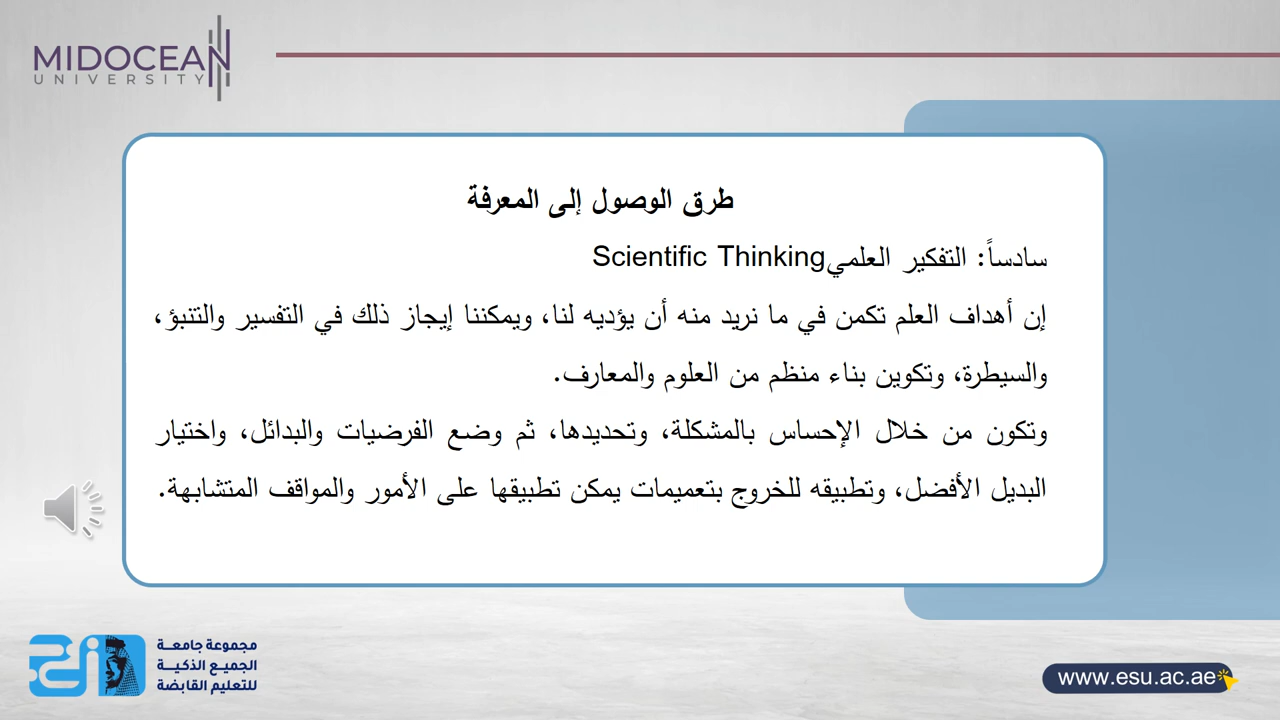 MIDOCEAN
UNIVERSITY
طرق الوصول إلى المعرفة
سادساً: التفكير العلميScientific Thinking
إن أهداف العلم تكمن في ما نريد منه أن يؤديه لنا، ويمكننا إيجاز ذلك في التفسير والتنبؤ،
والسيطرة، وتكوين بناء منظم من العلوم والمعارف.
وتكون من خلال الإحساس بالمشكلة، وتحديدها، ثم وضع الفرضيات والبدائل، واختيار
البديل الأفضل، وتطبيقه للخروج بتعميمات يمكن تطبيقها على الأمور والمواقف المتشابهة.
مجموعة جامعة
الجميع الذكية
للتعليم القابضة
www.esu.ac.ae